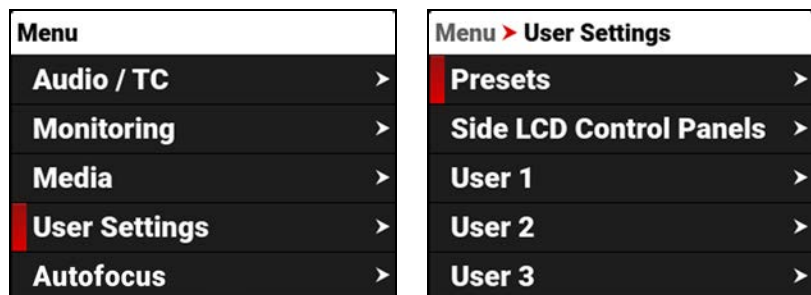 Menu
Audio / TC
Monitoring
Media
User Settings
Autofocus
Menu > User Settings
Presets
Side LCD Control Panels
User 1
User 2
User 3